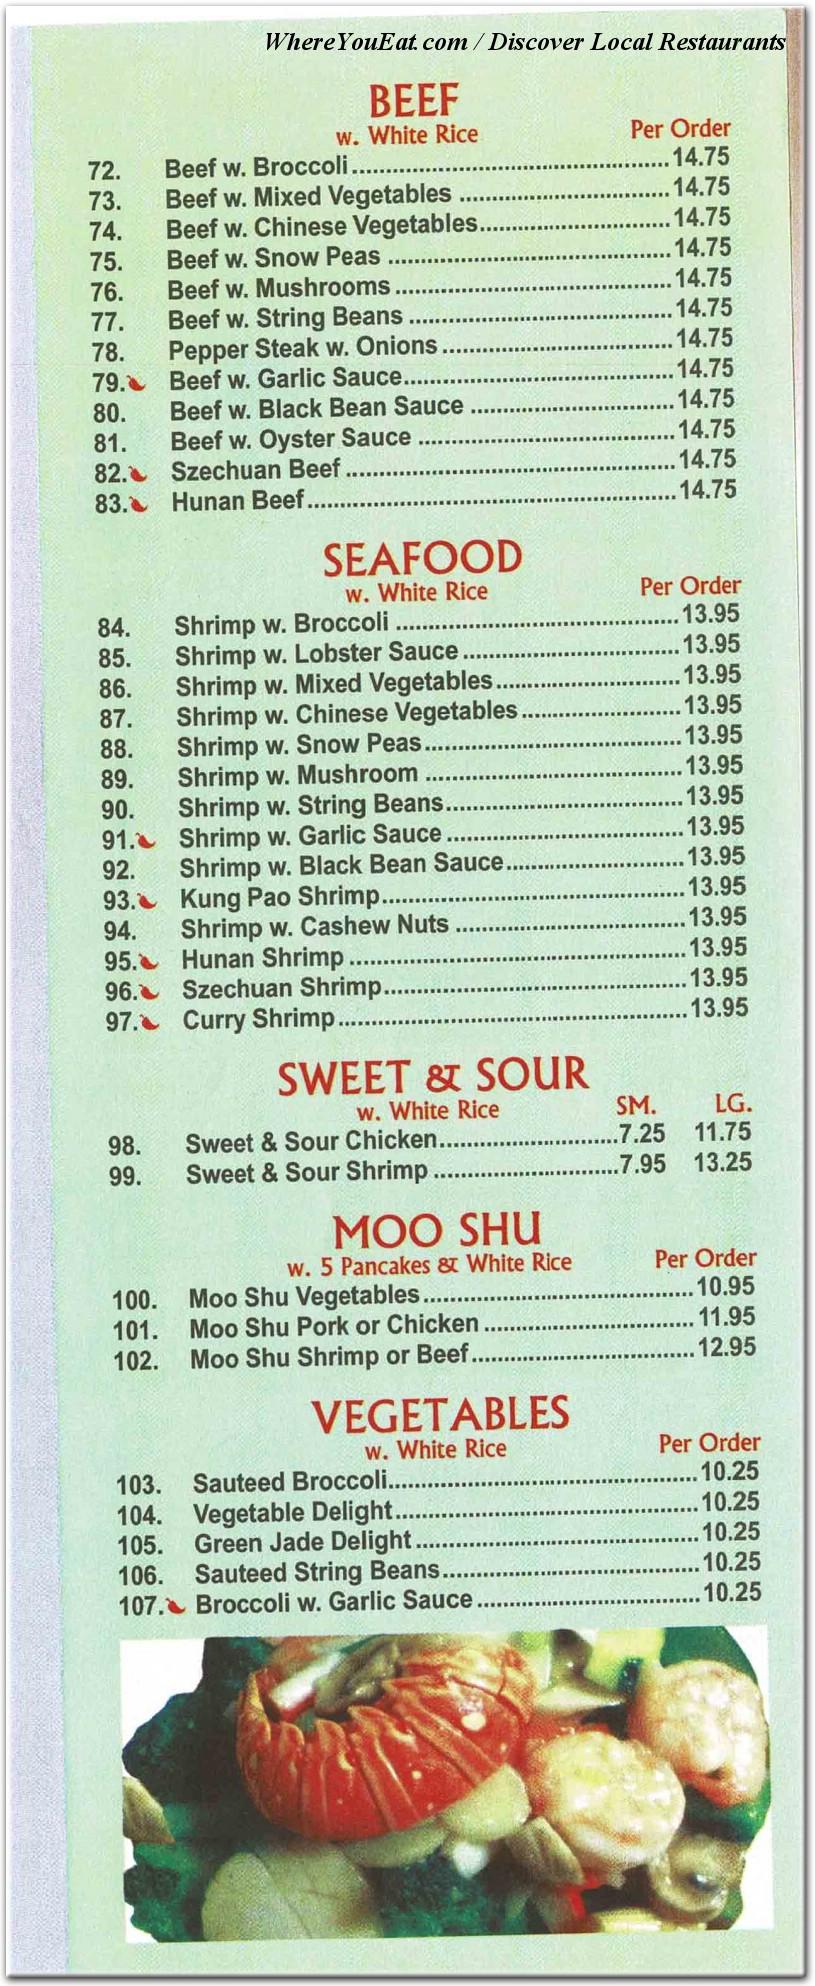 WhereYouEat.com / Discover Local Restaurants
BEEF
w. White Rice Per Order
72. Beef w. Broccoli 14.75
73. Beef w. Mixed Vegetables 14.75
74. Beef w. Chinese Vegetables 14.75
75. Beef w. Snow Peas 14.75
76. Beef w. Mushrooms 14.75
77. Beef w. String Beans 14.75
78. Pepper Steak w. Onions 14.75
79. Beef w. Garlic Sauce 14.75
80. Beef w. Black Bean Sauce 14.75
81. Beef w. Oyster Sauce 14.75
82. Szechuan Beef 14.75
83. Hunan Beef 14.75
SEAFOOD
w. White Rice Per Order
84. Shrimp w. Broccoli 13.95
85. Shrimp w. Lobster Sauce 13.95
86. Shrimp w. Mixed Vegetables 13.95
87. Shrimp w. Chinese Vegetables 13.95
88. Shrimp w. Snow Peas 13.95
89. Shrimp w. Mushroom 13.95
90. Shrimp w. String Beans 13.95
91. Shrimp w. Garlic Sauce 13.95
92. Shrimp w. Black Bean Sauce 13.95
93. Kung Pao Shrimp 13.95
94. Shrimp w. Cashew Nuts 13.95
95. Hunan Shrimp 13.95
96. Szechuan Shrimp 13.95
97. Curry Shrimp 13.95
SWEET & SOUR
w. White Rice SM. LG.
98. Sweet & Sour Chicken 7.25 11.75
99. Sweet & Sour Shrimp 7.95 13.25
MOO SHU
w. 5 Pancakes & White Rice Per Order
100. Moo Shu Vegetables 10.95
101. Moo Shu Pork or Chicken 11.95
102. Moo Shu Shrimp or Beef 12.95
VEGETABLES
w. White Rice Per Order
103. Sauteed Broccoli 10.25
104. Vegetable Delight 10.25
105. Green Jade Delight 10.25
106. Sauteed String Beans 10.25
107. Broccoli w. Garlic Sauce 10.25